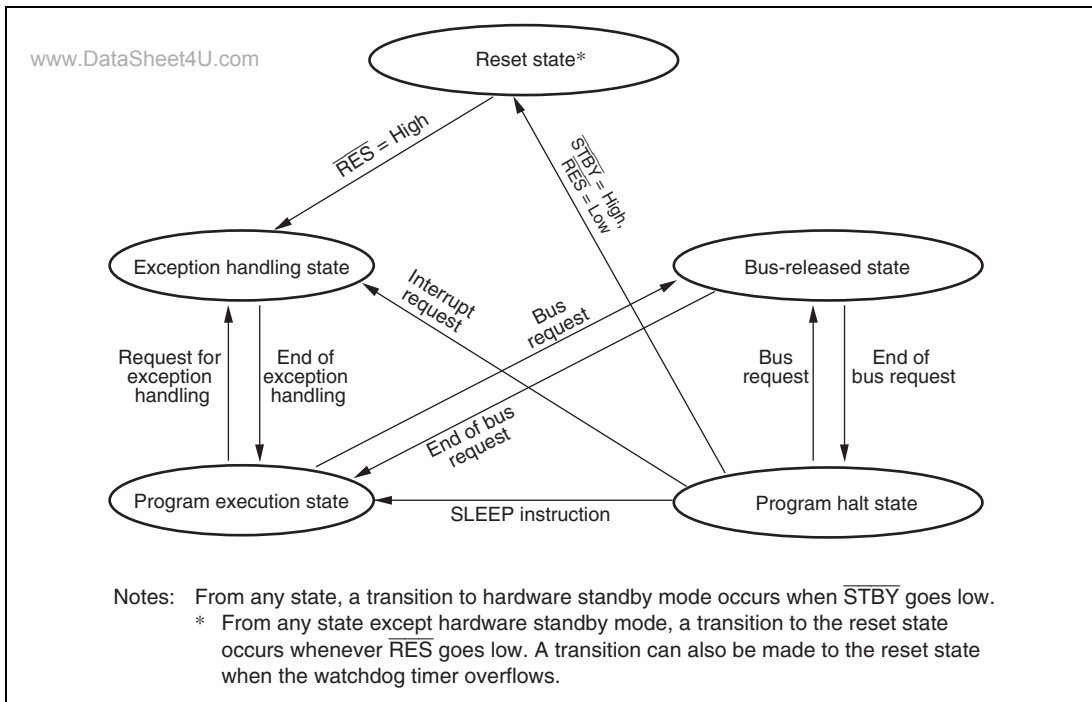 www.DataSheet4U.com
Reset state*
RES = High
STBY = High,
RES = Low
Exception handling state
Bus-released state
Interrupt
request
Bus
request
Request for
exception
handling
End of
exception
handling
Bus
request
End of
bus request
End of bus
request
Program execution state
SLEEP instruction
Program halt state
Notes: From any state, a transition to hardware standby mode occurs when STBY goes low.
* From any state except hardware standby mode, a transition to the reset state
occurs whenever RES goes low. A transition can also be made to the reset state
when the watchdog timer overflows.